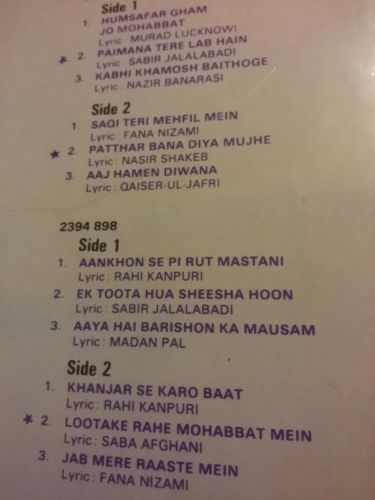 Side 1
1. HUMSAFAR GHAM
JO MOHABBAT
Lyric : MURAD LUCKNOWI
★ 2. PAIMANA TERE LAB HAIN
Lyric : SABIR JALALABADI
3. KABHI KHAMOSH BAITHOGE
Lyric : NAZIR BANARASI
Side 2
1. SAQI TERI MEHFIL MEIN
Lyric : FANA NIZAMI
★ 2. PATTHAR BANA DIYA MUJHE
Lyric : NASIR SHAKEB
3. AAJ HAMEN DIWANA
Lyric : QAISER-UL-JAFRI
2394 898
Side 1
1. AANKHON SE PI RUT MASTANI
Lyric : RAHI KANPURI
2. EK TOOTA HUA SHEESHA HOON
Lyric : SABIR JALALABADI
3. AAYA HAI BARISHON KA MAUSAM
Lyric : MADAN PAL
Side 2
1. KHANJAR SE KARO BAAT
Lyric : RAHI KANPURI
★ 2. LOOTAKE RAHE MOHABBAT MEIN
Lyric : SABA AFGHANI
3. JAB MERE RAASTE MEIN
Lyric : FANA NIZAMI